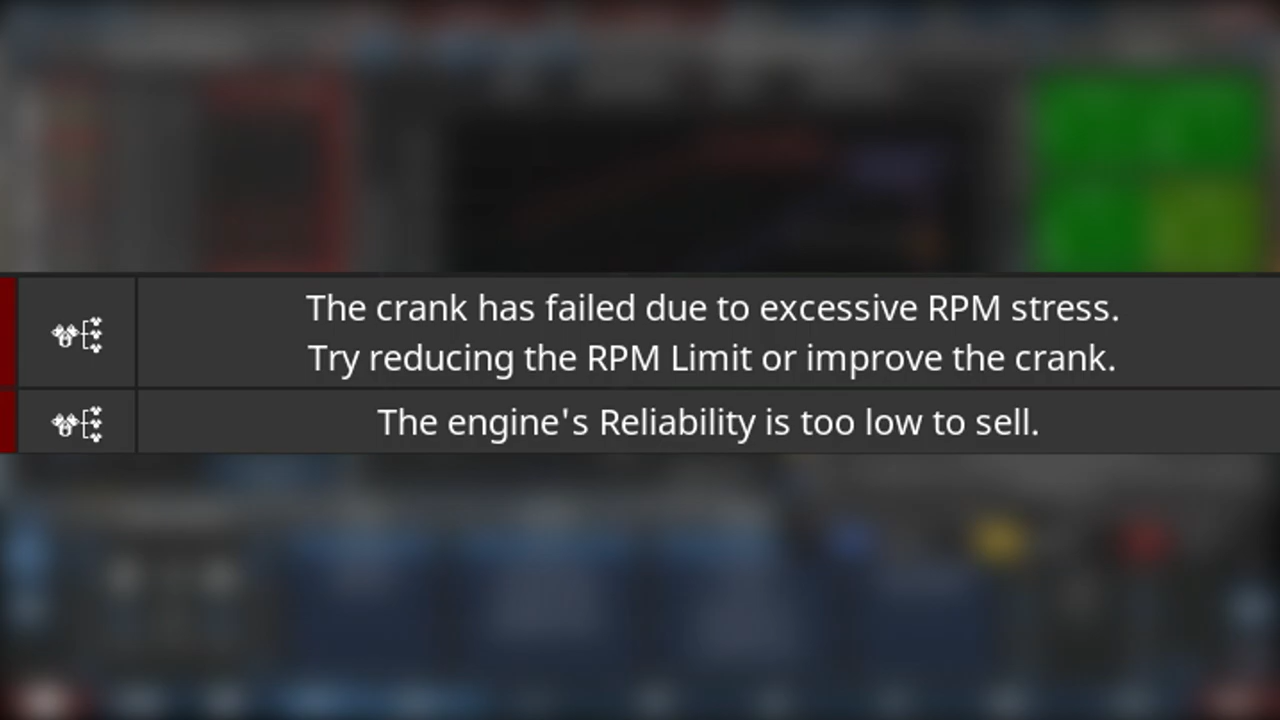 The crank has failed due to excessive RPM stress.
Try reducing the RPM Limit or improve the crank.
The engine's Reliability is too low to sell.